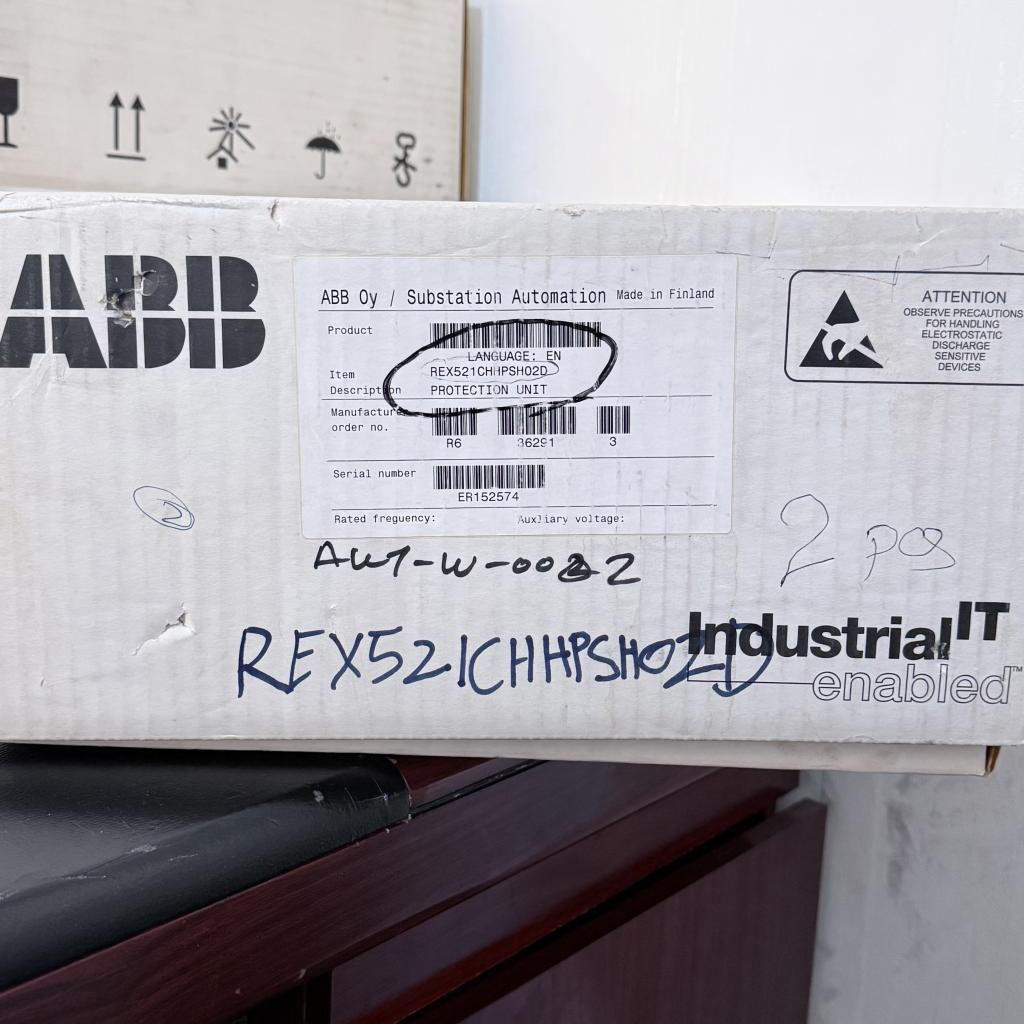 ABB
ABB Oy / Substation Automation Made in Finland
Product
LANGUAGE: EN
Item
REX521CHHPSH02D
Description
PROTECTION UNIT
Manufacturer
order no.
R6 36291 3
Serial number
ER152574
Rated freguency: Auxliary voltage:
ATTENTION
OBSERVE PRECAUTIONS
FOR HANDLING
ELECTROSTATIC
DISCHARGE
SENSITIVE
DEVICES
2
2 pcs
REX521CHHPSH02D
Industrial IT
enabled™